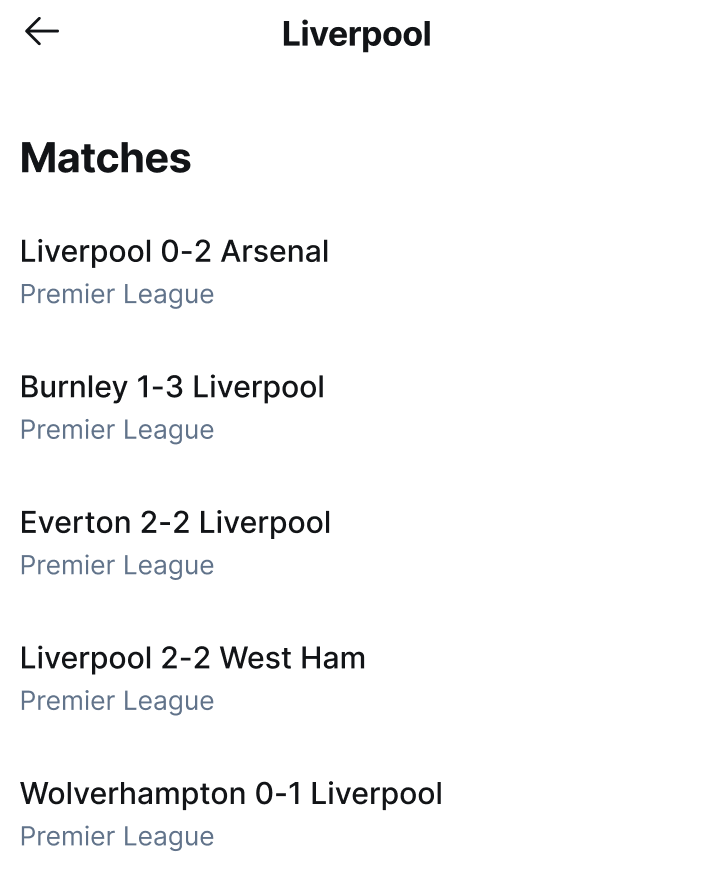 Liverpool
Matches
Liverpool 0-2 Arsenal
Premier League
Burnley 1-3 Liverpool
Premier League
Everton 2-2 Liverpool
Premier League
Liverpool 2-2 West Ham
Premier League
Wolverhampton 0-1 Liverpool
Premier League